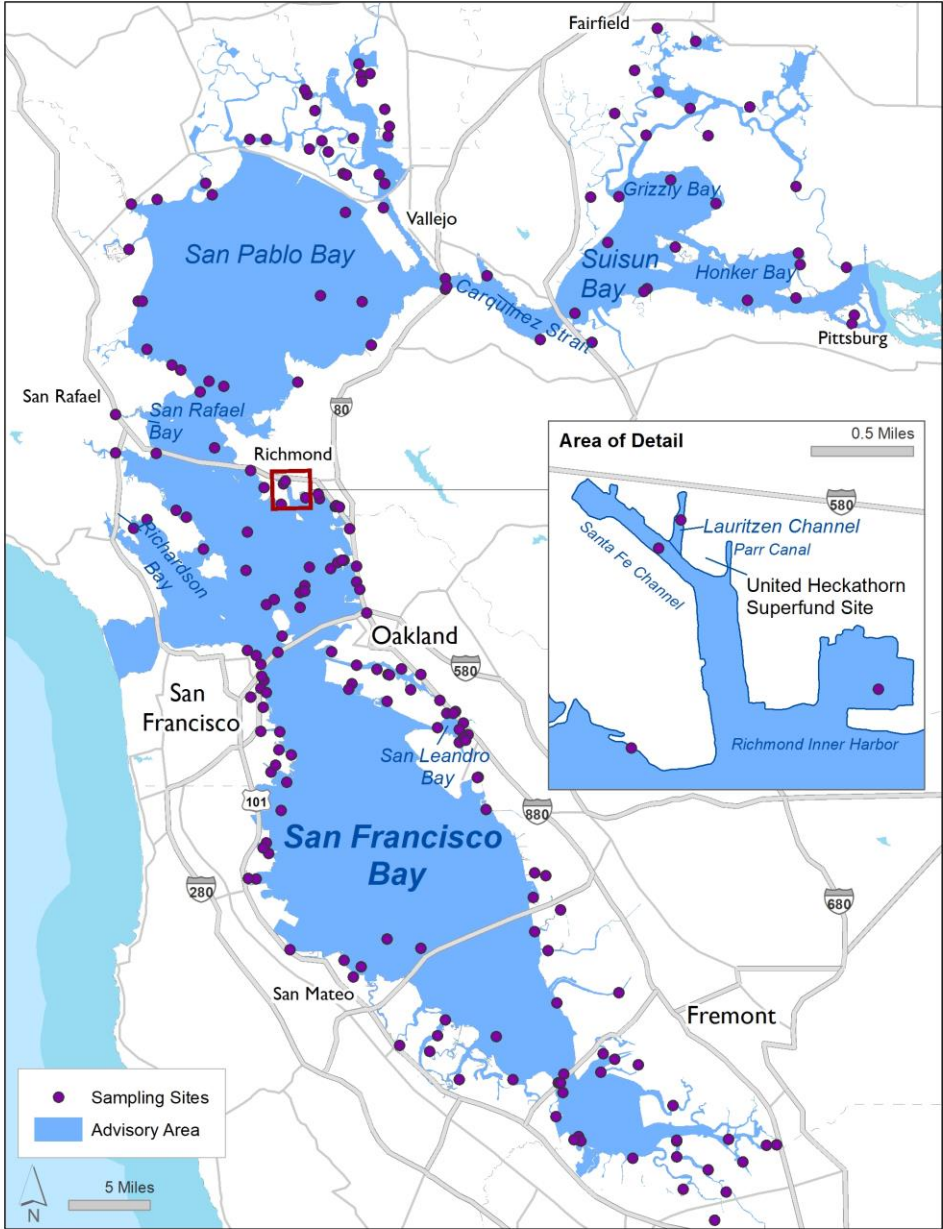 Fairfield
Grizzly Bay
Vallejo
San Pablo Bay
Suisun
Bay
Honker Bay
Carquinez Strait
Pittsburg
San Rafael
San Rafael
Bay
80
Richmond
Area of Detail
0.5 Miles
580
Lauritzen Channel
Parr Canal
Santa Fe Channel
United Heckathorn
Superfund Site
Richmond Inner Harbor
Richardson
Bay
Oakland
580
San
Francisco
San Leandro
Bay
101
880
San Francisco
Bay
280
680
San Mateo
Fremont
Sampling Sites
Advisory Area
N
5 Miles